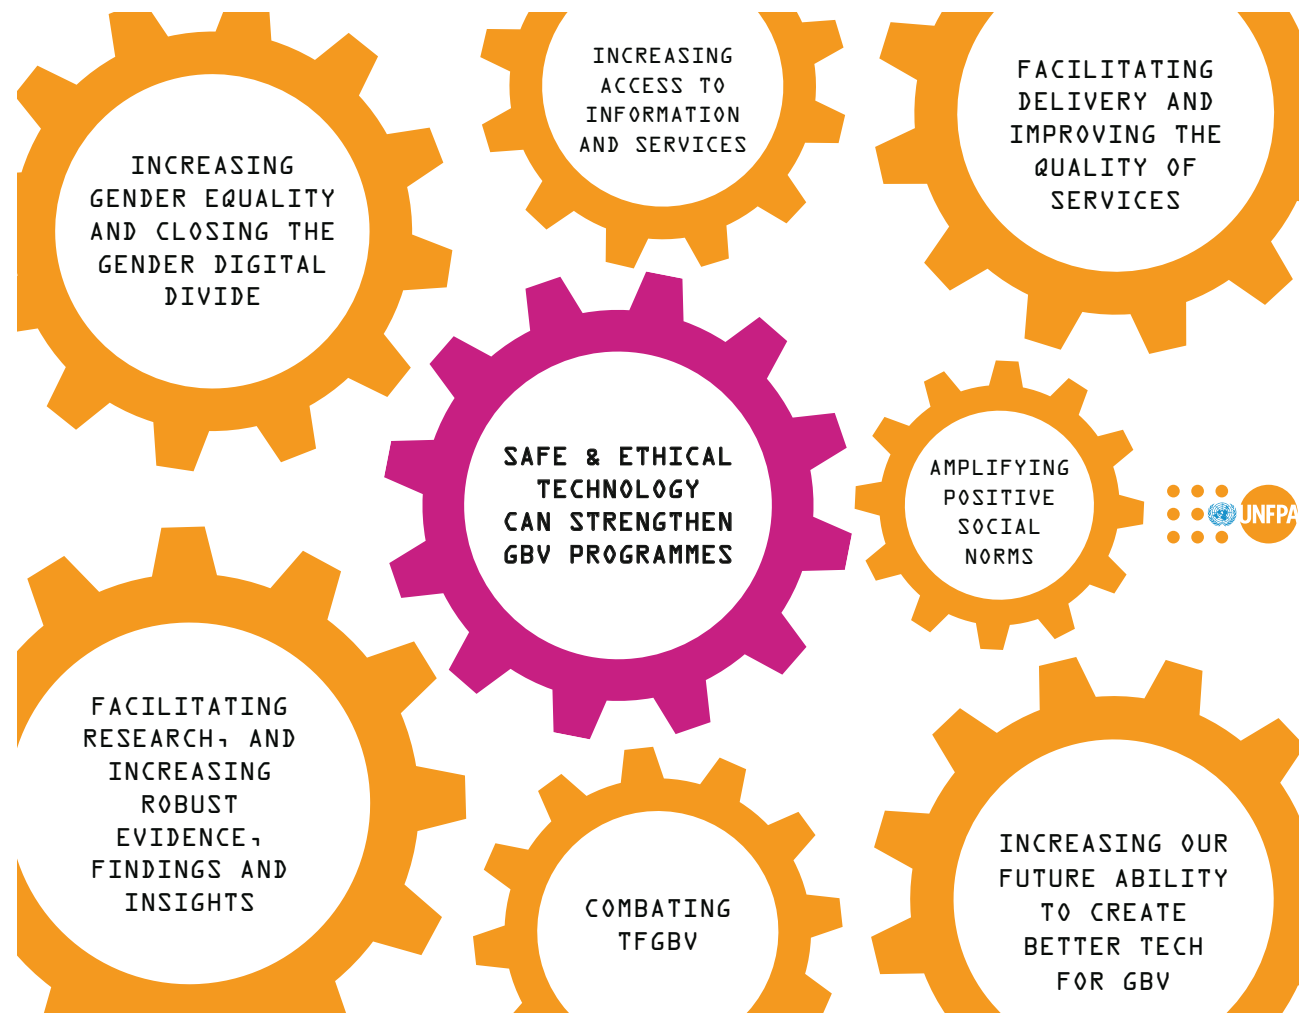 INCREASING
GENDER EQUALITY
AND CLOSING THE
GENDER DIGITAL
DIVIDE
INCREASING
ACCESS TO
INFORMATION
AND SERVICES
FACILITATING
DELIVERY AND
IMPROVING THE
QUALITY OF
SERVICES
SAFE & ETHICAL
TECHNOLOGY
CAN STRENGTHEN
GBV PROGRAMMES
AMPLIFYING
POSITIVE
SOCIAL
NORMS
UNFPA
FACILITATING
RESEARCH, AND
INCREASING
ROBUST
EVIDENCE,
FINDINGS AND
INSIGHTS
COMBATING
TFGBV
INCREASING OUR
FUTURE ABILITY
TO CREATE
BETTER TECH
FOR GBV